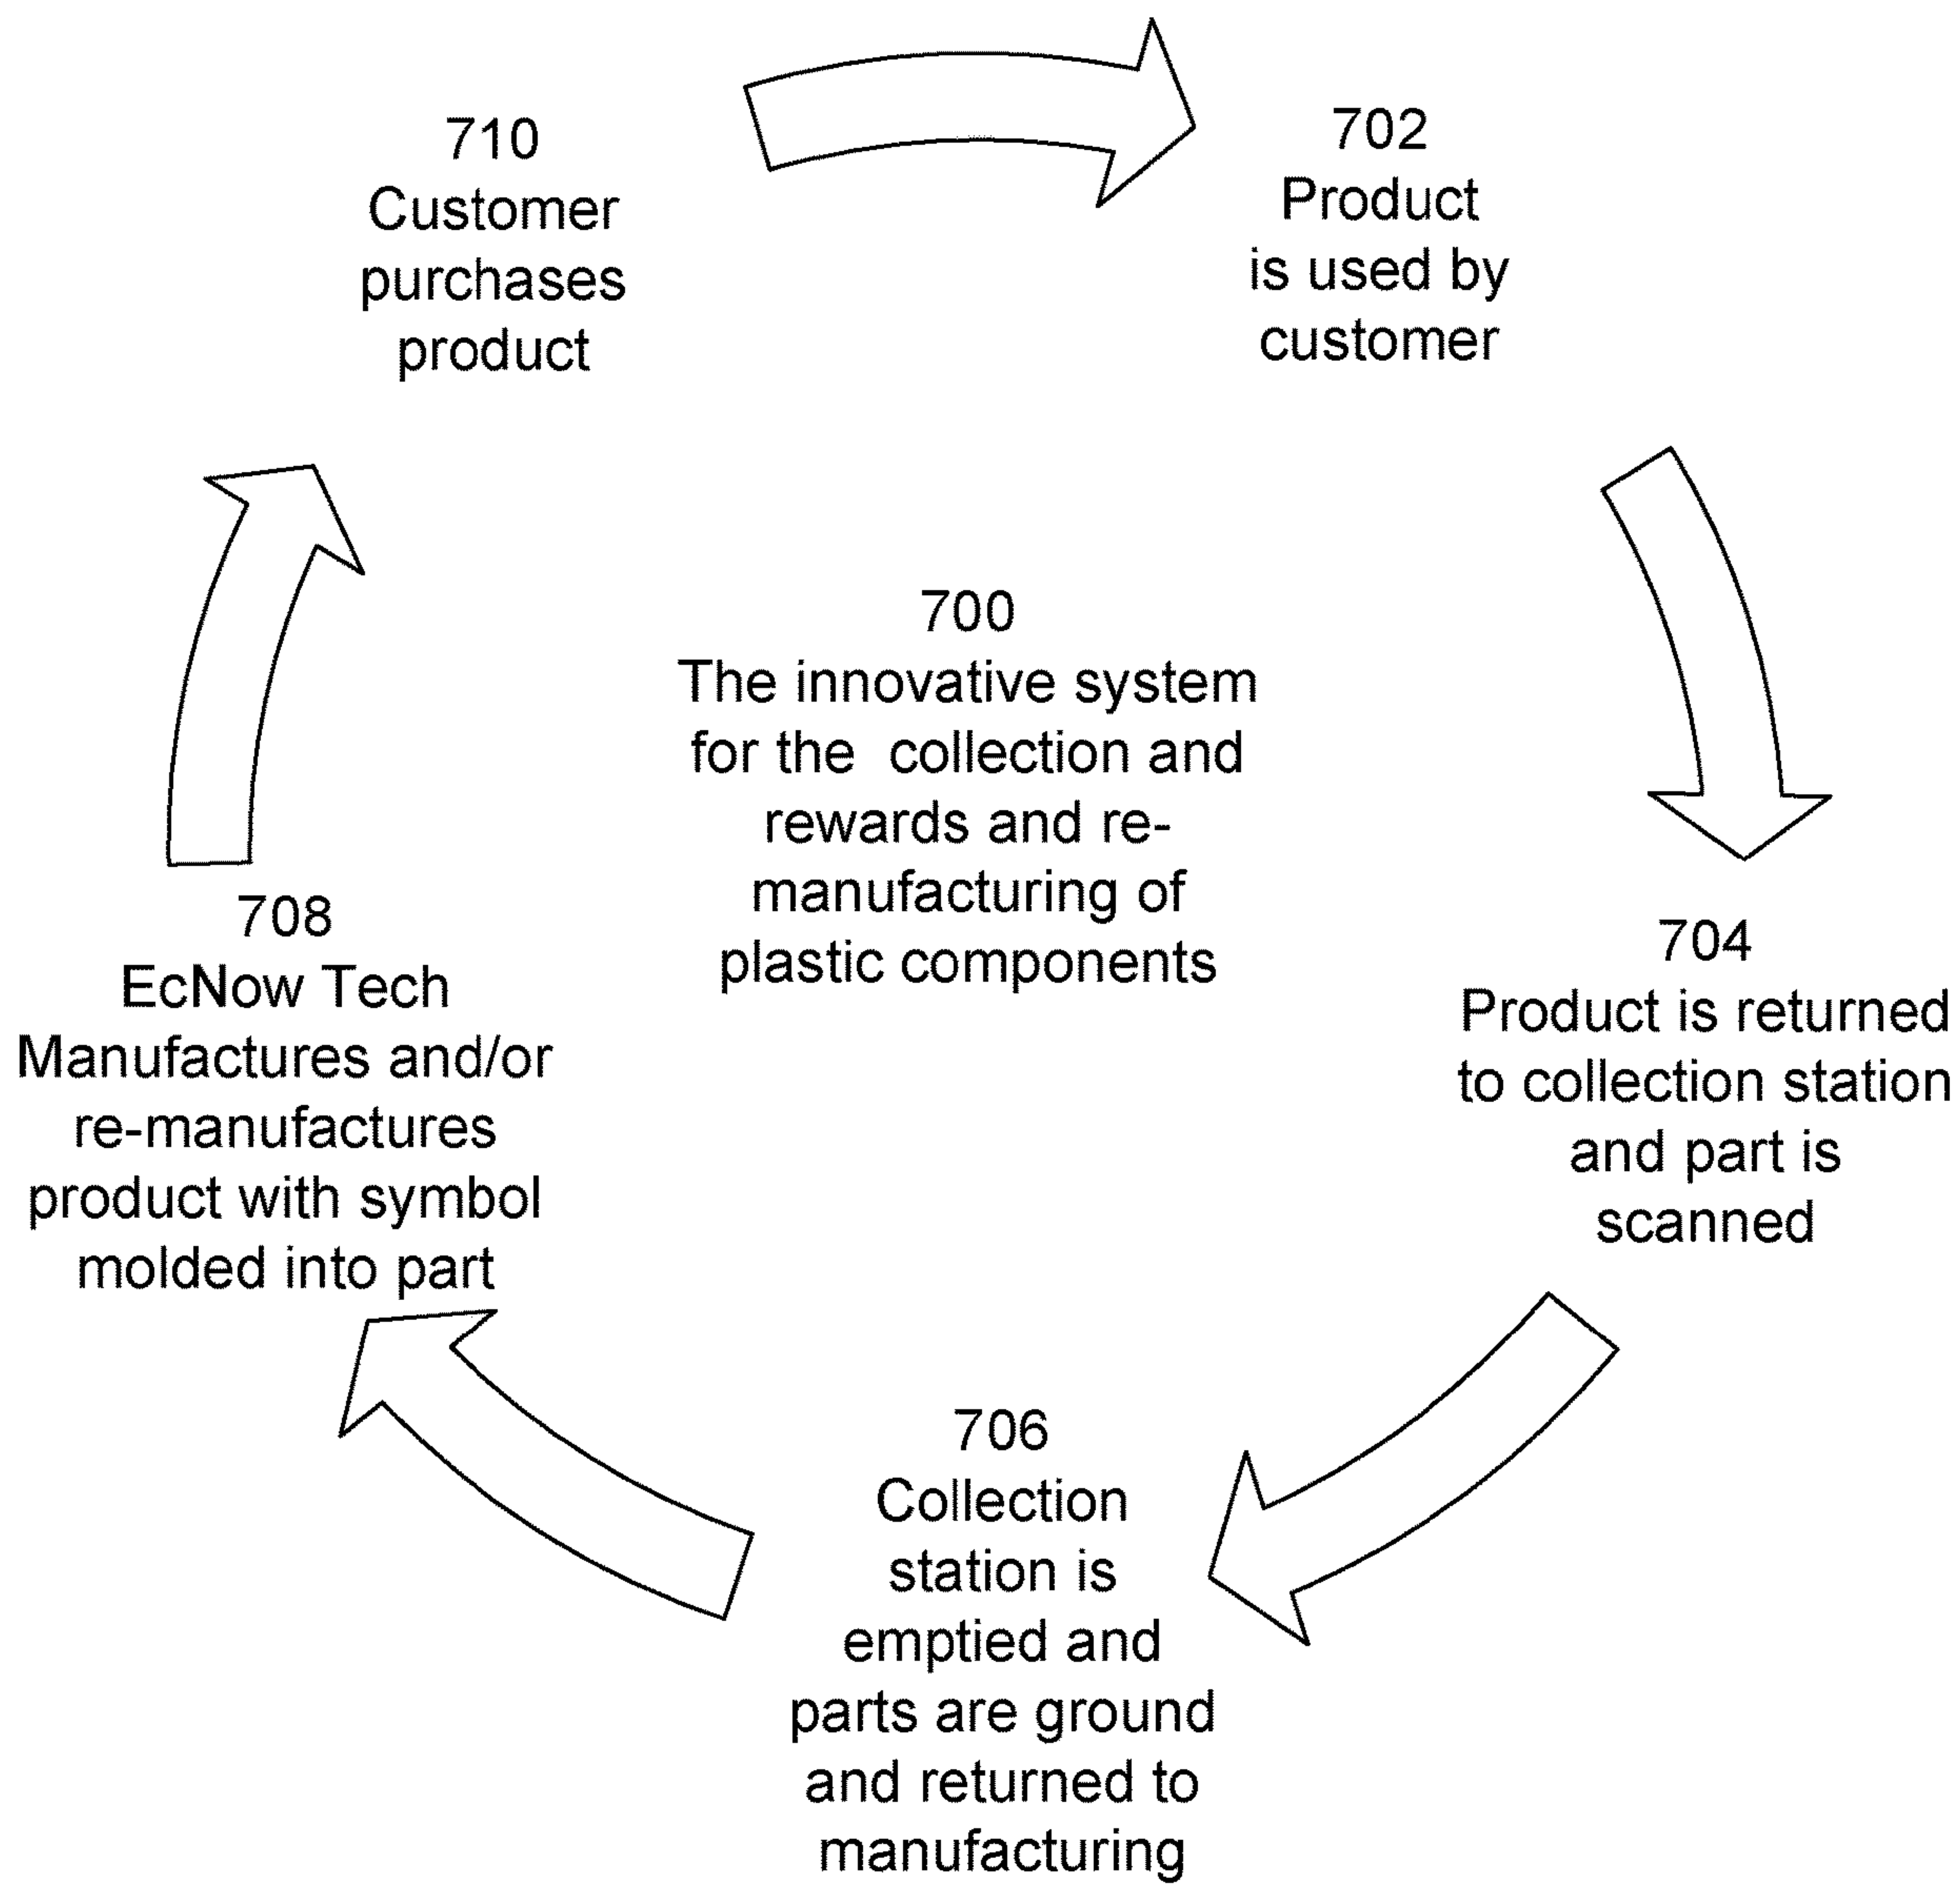 710
Customer
purchases
product
702
Product
is used by
customer
700
The innovative system
for the  collection and
rewards and re-
manufacturing of
plastic components
704
Product is returned
to collection station
and part is
scanned
706
Collection
station is
emptied and
parts are ground
and returned to
manufacturing
708
EcNow Tech
Manufactures and/or
re-manufactures
product with symbol
molded into part